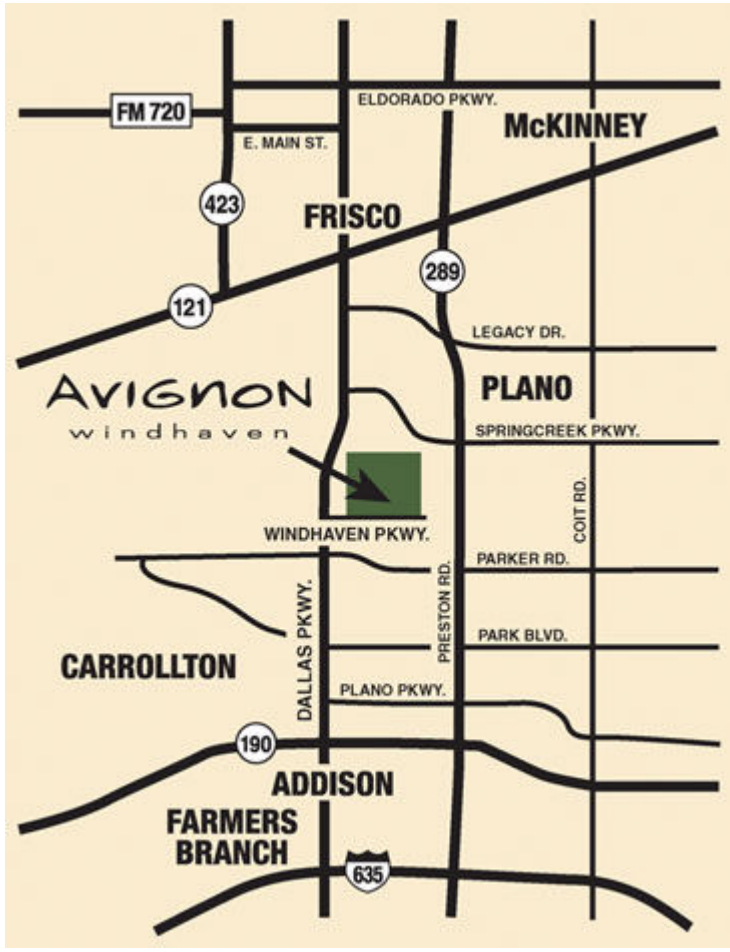 ELDORADO PKWY.
FM 720
McKINNEY
E. MAIN ST.
423
FRISCO
289
121
LEGACY DR.
AVIGNON
windhaven
PLANO
SPRINGCREEK PKWY.
COIT RD.
WINDHAVEN PKWY.
PARKER RD.
PRESTON RD.
DALLAS PKWY.
PARK BLVD.
CARROLLTON
PLANO PKWY.
190
ADDISON
FARMERS
BRANCH
635